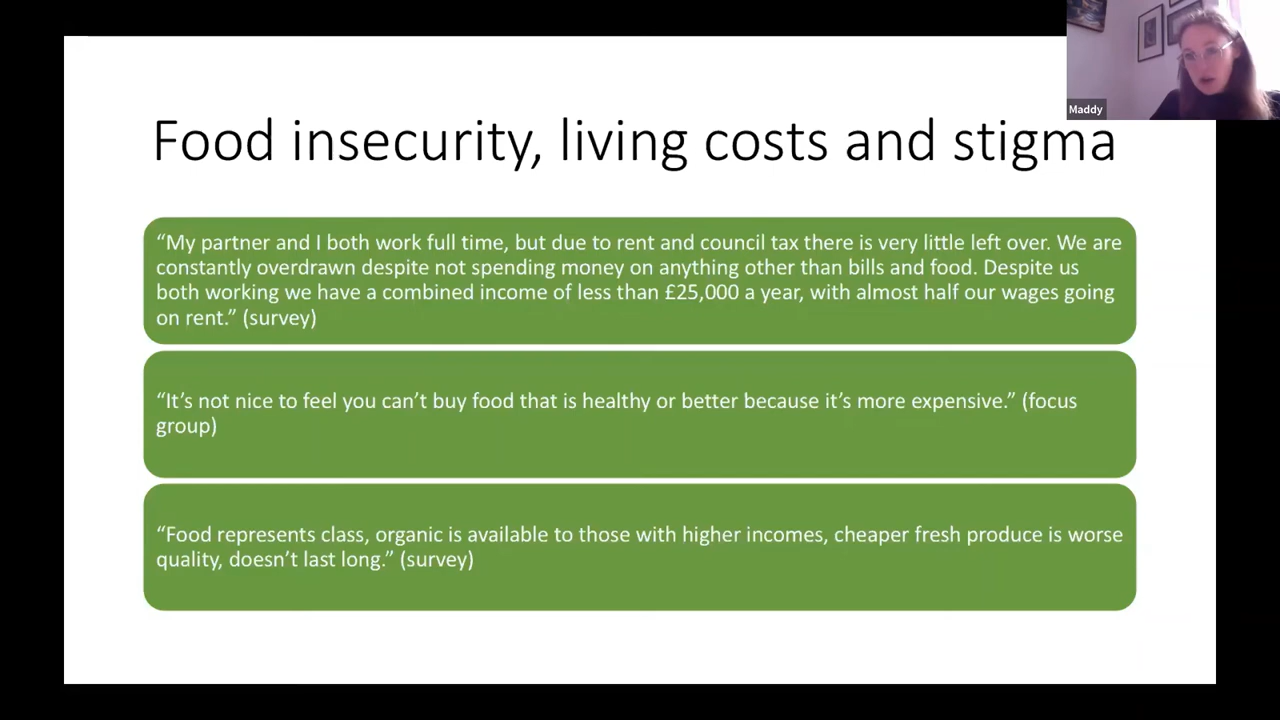 Maddy
Food insecurity, living costs and stigma
“My partner and I both work full time, but due to rent and council tax there is very little left over. We are
constantly overdrawn despite not spending money on anything other than bills and food. Despite us
both working we have a combined income of less than £25,000 a year, with almost half our wages going
on rent.” (survey)
“It’s not nice to feel you can’t buy food that is healthy or better because it’s more expensive.” (focus
group)
“Food represents class, organic is available to those with higher incomes, cheaper fresh produce is worse
quality, doesn’t last long.” (survey)